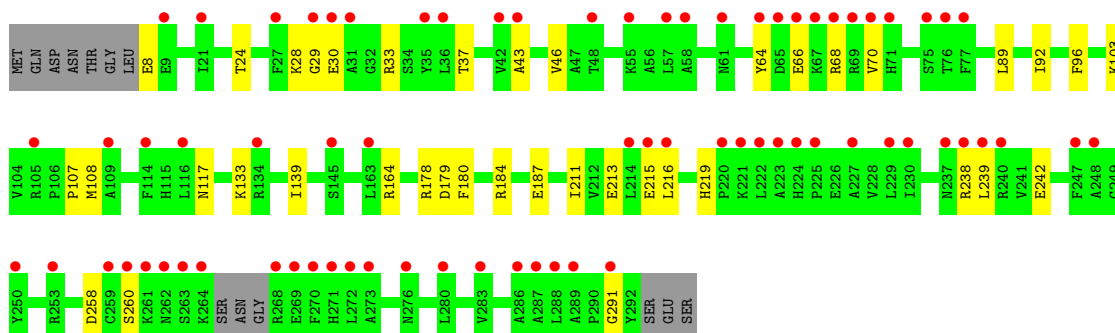 MET GLN ASP ASN THR GLY LEU E8 E9 I21 T24 F27 K28 G29 E30 A31 G32 R33 S34 Y35 L36 T37 V42 A43 V46 A47 T48 K55 A56 L57 A58 N61 Y64 D65 E66 K67 R68 R69 V70 H71 S75 T76 F77 L89 I92 F96 K103
V104 R105 P106 P107 M108 A109 F114 H115 L116 N117 K133 R134 I139 S145 L163 R164 R178 D179 F180 R184 E187 I211 V212 E213 L214 E215 L216 H219 P220 K221 L222 A223 H224 P225 E226 A227 V228 L229 I230 N237 R238 L239 R240 V241 E242 F247 A248 C249
Y250 R253 D258 C259 S260 K261 N262 S263 K264 SER ASN GLY R268 E269 F270 H271 L272 A273 N276 L280 V283 A286 A287 L288 A289 P290 G291 Y292 SER GLU SER